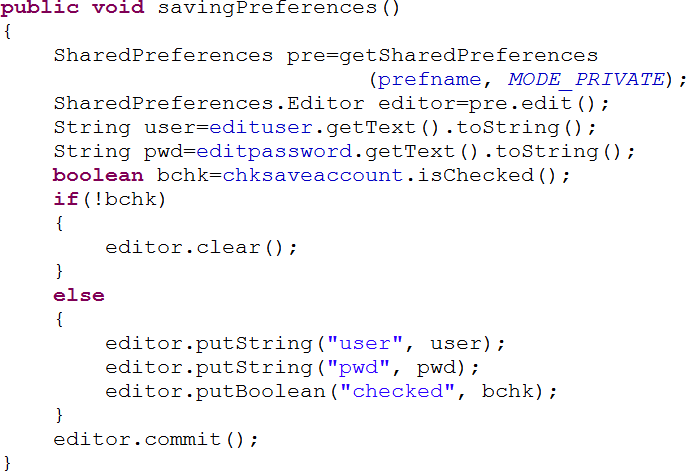 public void savingPreferences()
{
    SharedPreferences pre=getSharedPreferences
                            (prefname, MODE_PRIVATE);
    SharedPreferences.Editor editor=pre.edit();
    String user=edituser.getText().toString();
    String pwd=editpassword.getText().toString();
    boolean bchk=chksaveaccount.isChecked();
    if(!bchk)
    {
        editor.clear();
    }
    else
    {
        editor.putString("user", user);
        editor.putString("pwd", pwd);
        editor.putBoolean("checked", bchk);
    }
    editor.commit();
}